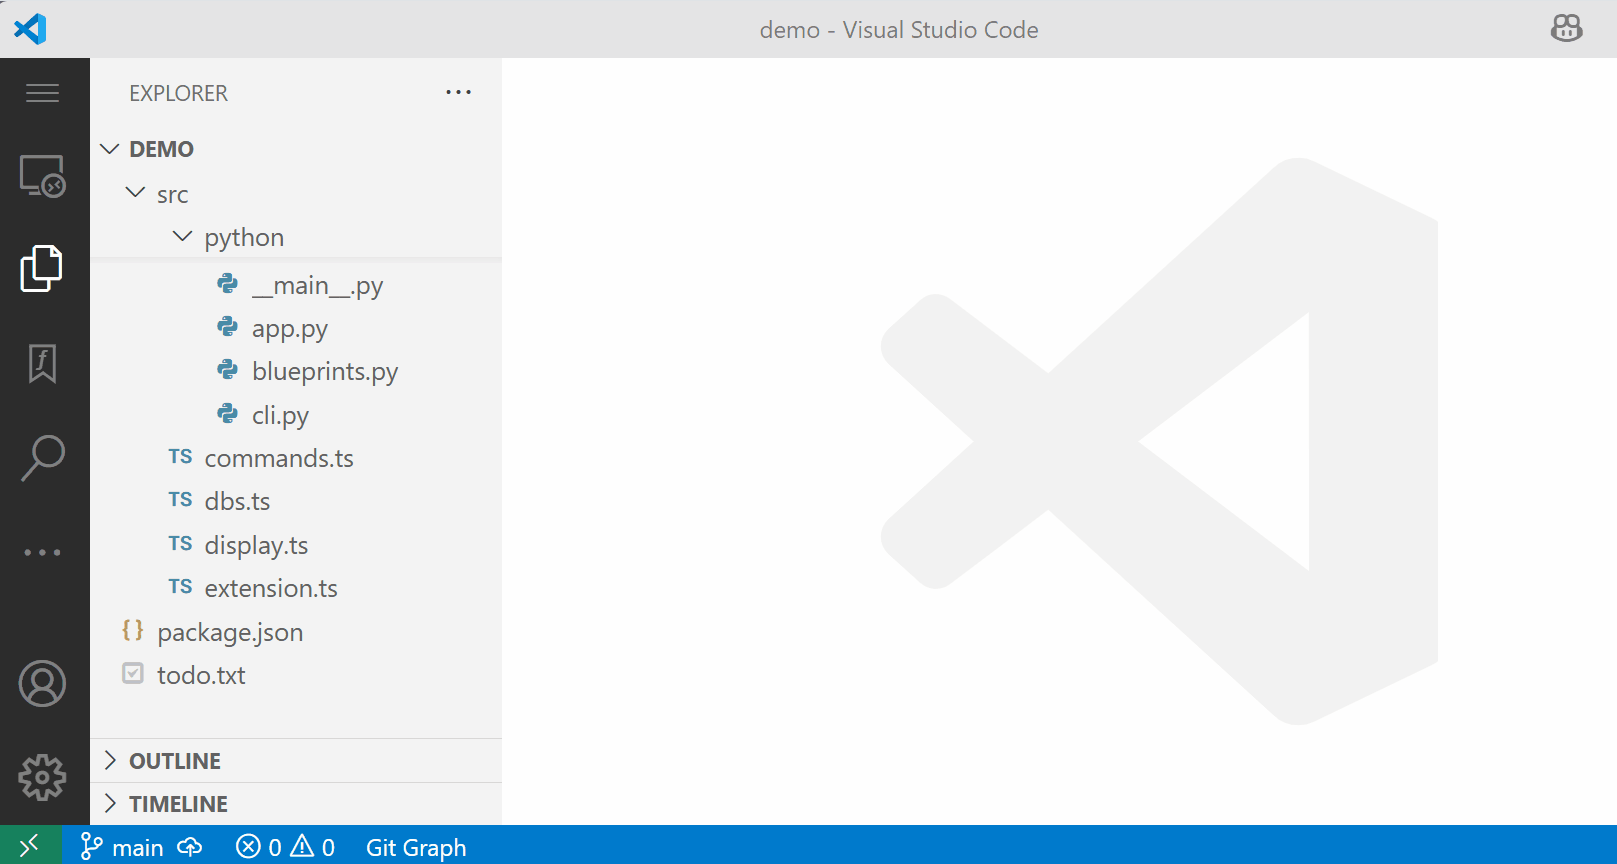 demo - Visual Studio Code
EXPLORER
DEMO
src
python
__main__.py
app.py
blueprints.py
cli.py
TS commands.ts
TS dbs.ts
TS display.ts
TS extension.ts
{} package.json
todo.txt
OUTLINE
TIMELINE
main 0 0 Git Graph